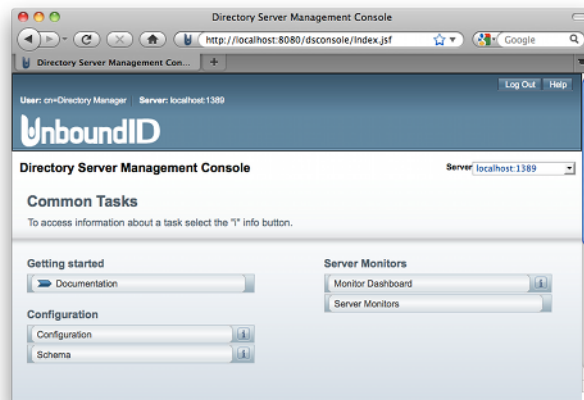 Directory Server Management Console
http://localhost:8080/dsconsole/index.jsf
Google
Directory Server Management Con...
Log Out Help
User: cn=Directory Manager Server: localhost:1389
UnboundID
Directory Server Management Console
Server localhost:1389
Common Tasks
To access information about a task select the "i" info button.
Getting started
Documentation
Configuration
Configuration i
Schema i
Server Monitors
Monitor Dashboard i
Server Monitors